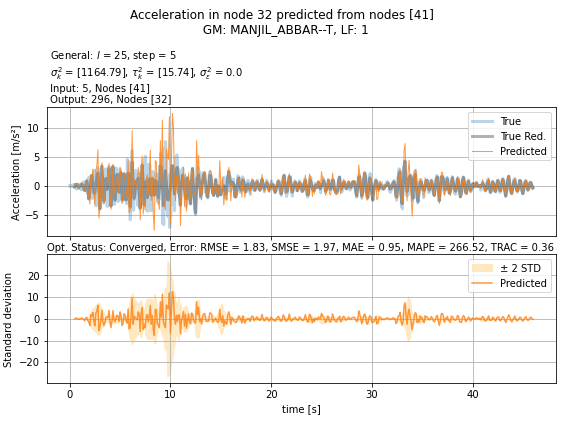 Acceleration in node 32 predicted from nodes [41]
GM: MANJIL_ABBAR--T, LF: 1
General: l = 25, step = 5
σ²ₖ = [1164.79], τ²ₖ = [15.74], σ²_ε = 0.0
Input: 5, Nodes [41]
Output: 296, Nodes [32]
Acceleration [m/s²]
10
5
0
−5
True
True Red.
Predicted
Opt. Status: Converged, Error: RMSE = 1.83, SMSE = 1.97, MAE = 0.95, MAPE = 266.52, TRAC = 0.36
Standard deviation
20
10
0
−10
−20
± 2 STD
Predicted
0 10 20 30 40
time [s]